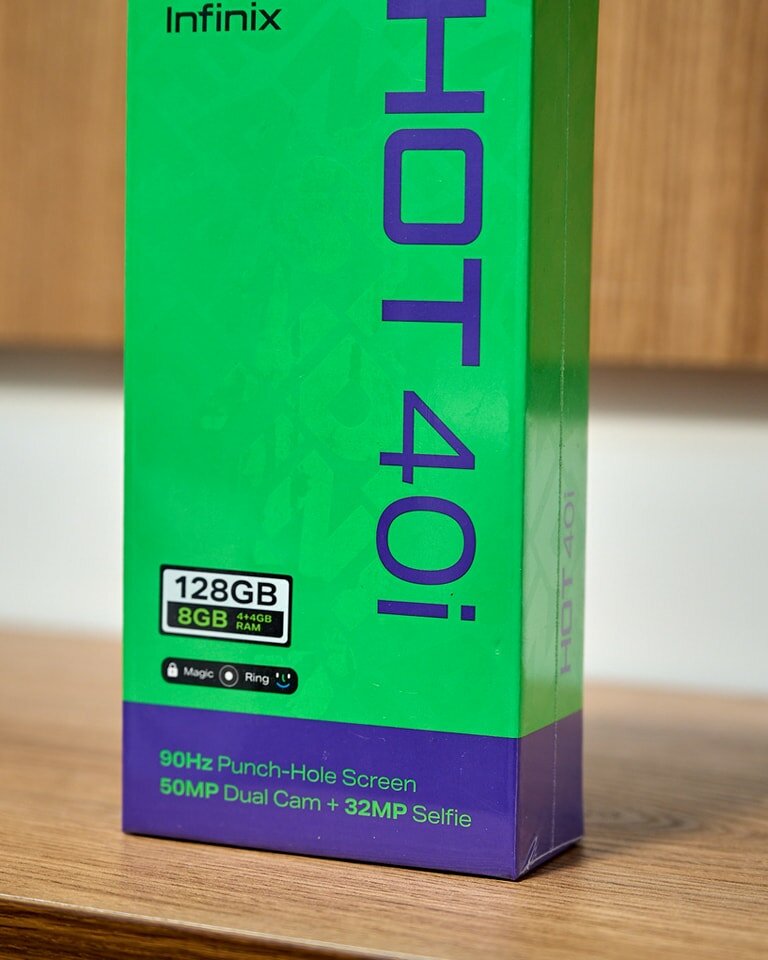 Infinix
HOT 40i
128GB
8GB 4+4GB RAM
Magic Ring
90Hz Punch-Hole Screen
50MP Dual Cam + 32MP Selfie
HOT 40i